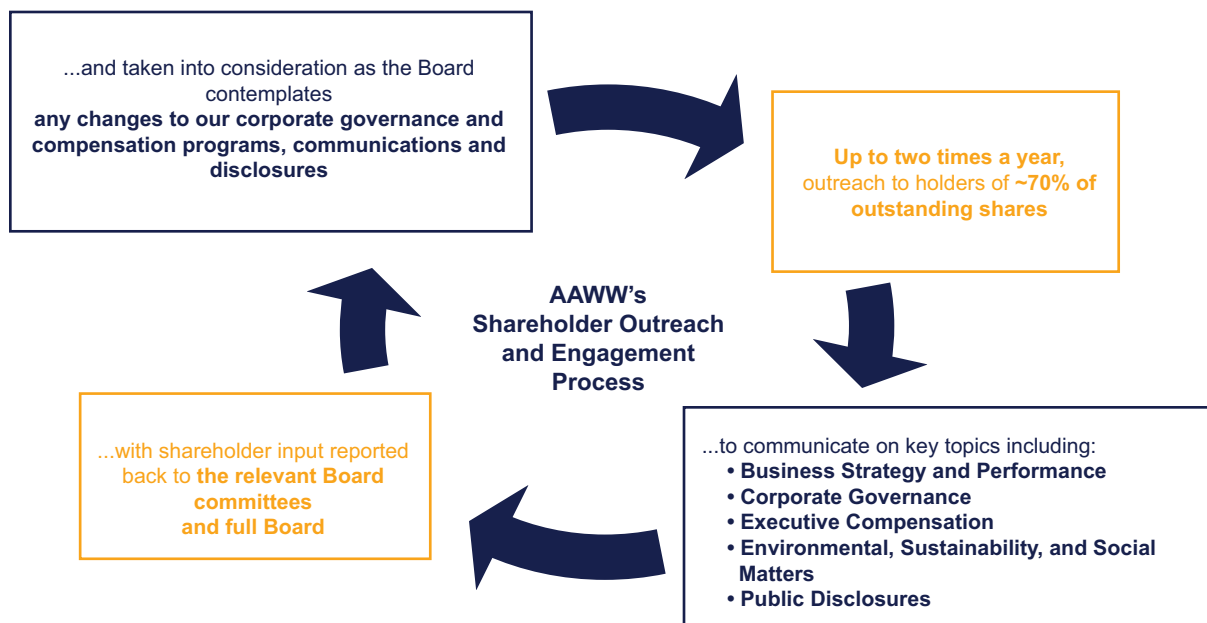 ...and taken into consideration as the Board
contemplates
any changes to our corporate governance and
compensation programs, communications and
disclosures
Up to two times a year,
outreach to holders of ~70% of
outstanding shares
AAWW’s
Shareholder Outreach
and Engagement
Process
...to communicate on key topics including:
• Business Strategy and Performance
• Corporate Governance
• Executive Compensation
• Environmental, Sustainability, and Social
Matters
• Public Disclosures
...with shareholder input reported
back to the relevant Board
committees
and full Board